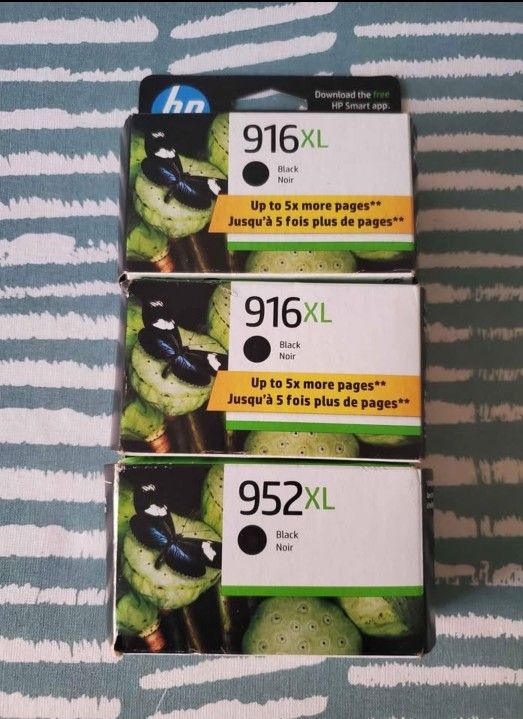 hp
Download the free
HP Smart app.
916XL
Black
Noir
Up to 5x more pages**
Jusqu'à 5 fois plus de pages**
916XL
Black
Noir
Up to 5x more pages**
Jusqu'à 5 fois plus de pages**
952XL
Black
Noir